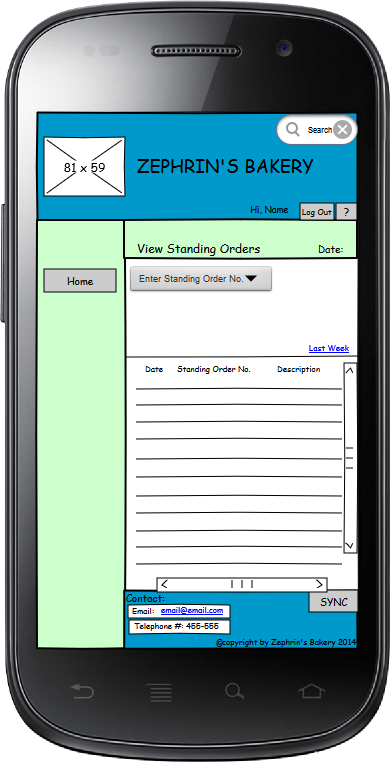 Search
81 x 59
ZEPHRIN'S BAKERY
Hi, Name
Log Out
?
View Standing Orders
Date:
Home
Enter Standing Order No.
Last Week
Date Standing Order No. Description
Contact:
SYNC
Email: email@email.com
Telephone #: 455-555
©copyright by Zephrin's Bakery 2014